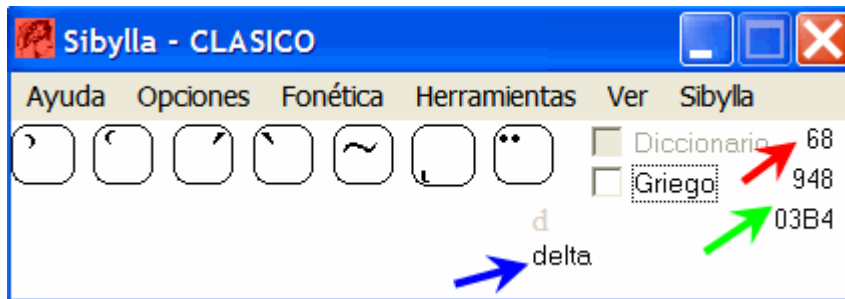 Sibylla - CLASICO
Ayuda Opciones Fonética Herramientas Ver Sibylla
Diccionario 68
Griego 948
d 03B4
delta